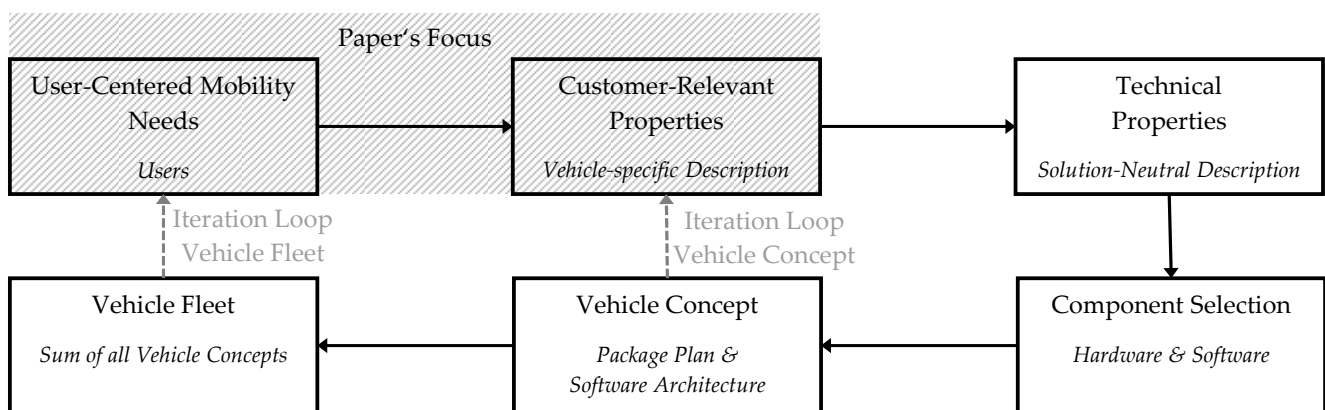 Paper‘s Focus
User-Centered Mobility
Needs
Users
Customer-Relevant
Properties
Vehicle-specific Description
Technical
Properties
Solution-Neutral Description
Iteration Loop
Vehicle Fleet
Iteration Loop
Vehicle Concept
Vehicle Fleet
Sum of all Vehicle Concepts
Vehicle Concept
Package Plan &
Software Architecture
Component Selection
Hardware & Software